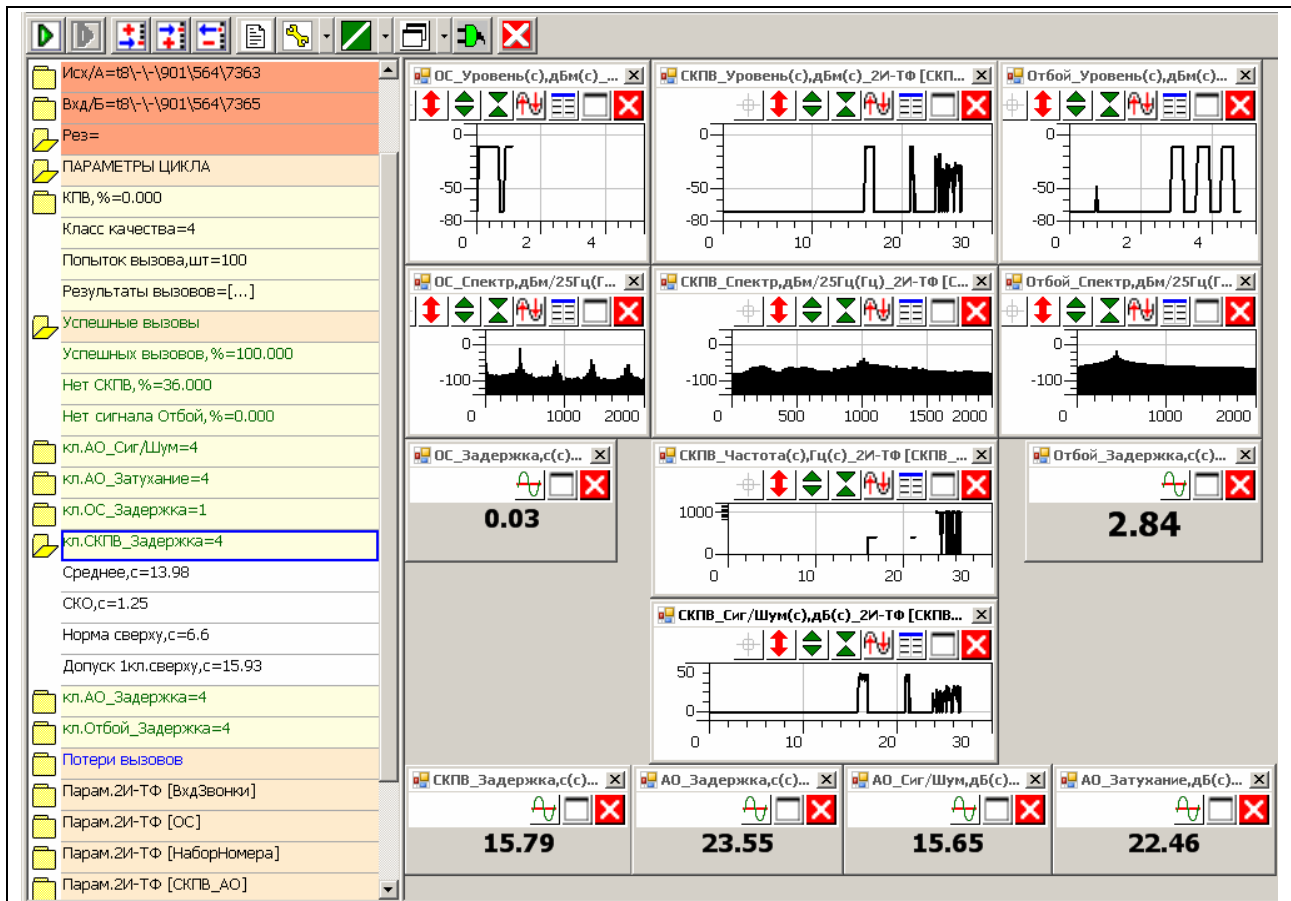 Исх/А=t8\-\-\901\564\7363
Вхд/Б=t8\-\-\901\564\7365
Рез=
ПАРАМЕТРЫ ЦИКЛА
КПВ,%=0.000
Класс качества=4
Попыток вызова,шт=100
Результаты вызовов=[...]
Успешные вызовы
Успешных вызовов,%=100.000
Нет СКПВ,%=36.000
Нет сигнала Отбой,%=0.000
кл.АО_Сиг/Шум=4
кл.АО_Затухание=4
кл.ОС_Задержка=1
кл.СКПВ_Задержка=4
Среднее,с=13.98
СКО,с=1.25
Норма сверху,с=6.6
Допуск 1кл.сверху,с=15.93
кл.АО_Задержка=4
кл.Отбой_Задержка=4
Потери вызовов
Парам.2И-ТФ [ВхдЗвонки]
Парам.2И-ТФ [ОС]
Парам.2И-ТФ [НаборНомера]
Парам.2И-ТФ [СКПВ_АО]
ОС_Уровень(с),дБм(с)_...
0
-50
-80
0 2 4
СКПВ_Уровень(с),дБм(с)_2И-ТФ [СКП...
0
-50
-80
0 10 20 30
Отбой_Уровень(с),дБм(с)...
0
-50
-80
0 2 4
ОС_Спектр,дБм/25Гц(Г...
0
-100
0 1000 2000
СКПВ_Спектр,дБм/25Гц(Гц)_2И-ТФ [С...
0
-100
0 500 1000 1500 2000
Отбой_Спектр,дБм/25Гц(Г...
0
-100
0 1000 2000
ОС_Задержка,с(с)...
0.03
СКПВ_Частота(с),Гц(с)_2И-ТФ [СКПВ_...
1000
0
0 10 20 30
Отбой_Задержка,с(с)...
2.84
СКПВ_Сиг/Шум(с),дБ(с)_2И-ТФ [СКПВ...
50
0
0 10 20 30
СКПВ_Задержка,с(с)...
15.79
АО_Задержка,с(с)...
23.55
АО_Сиг/Шум,дБ(с)...
15.65
АО_Затухание,дБ(с)...
22.46